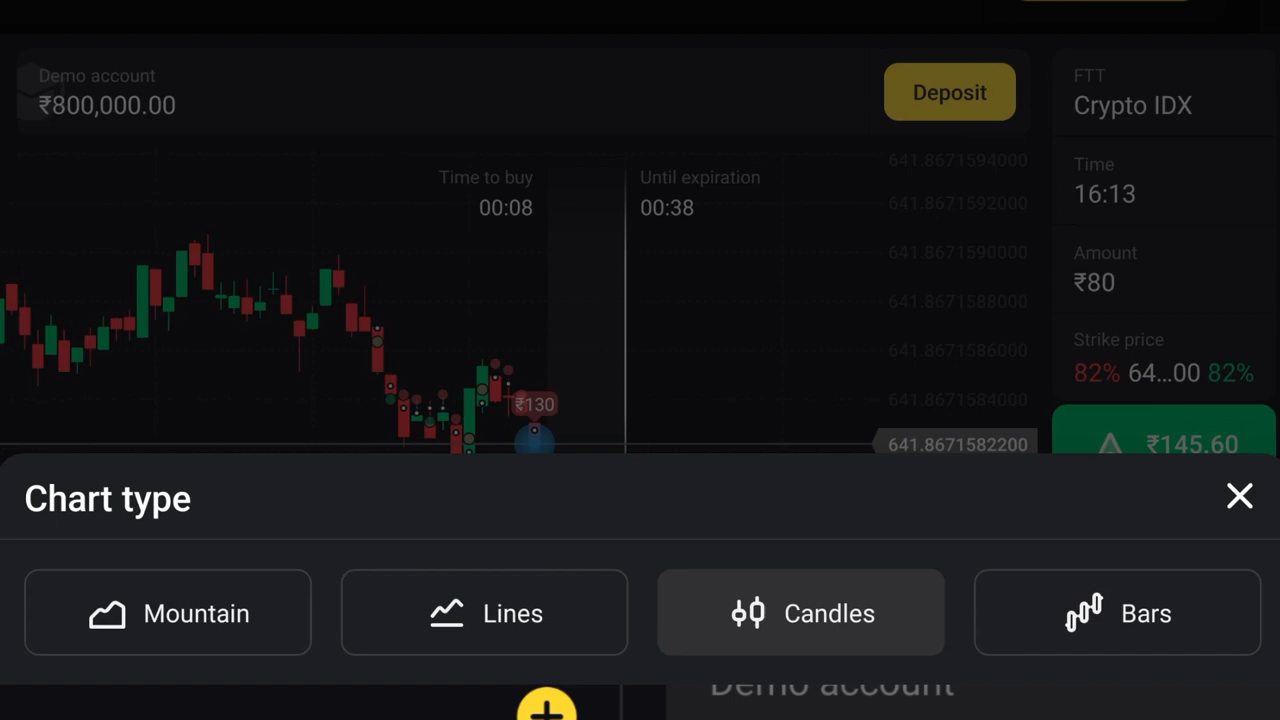 Demo account
₹800,000.00
Deposit
FTT
Crypto IDX
Time
16:13
Amount
₹80
Strike price
82% 64...00 82%
₹145.60
Time to buy
00:08
Until expiration
00:38
641.8671594000
641.8671592000
641.8671590000
641.8671588000
641.8671586000
641.8671584000
641.8671582200
₹130
Chart type
Mountain
Lines
Candles
Bars
Demo account